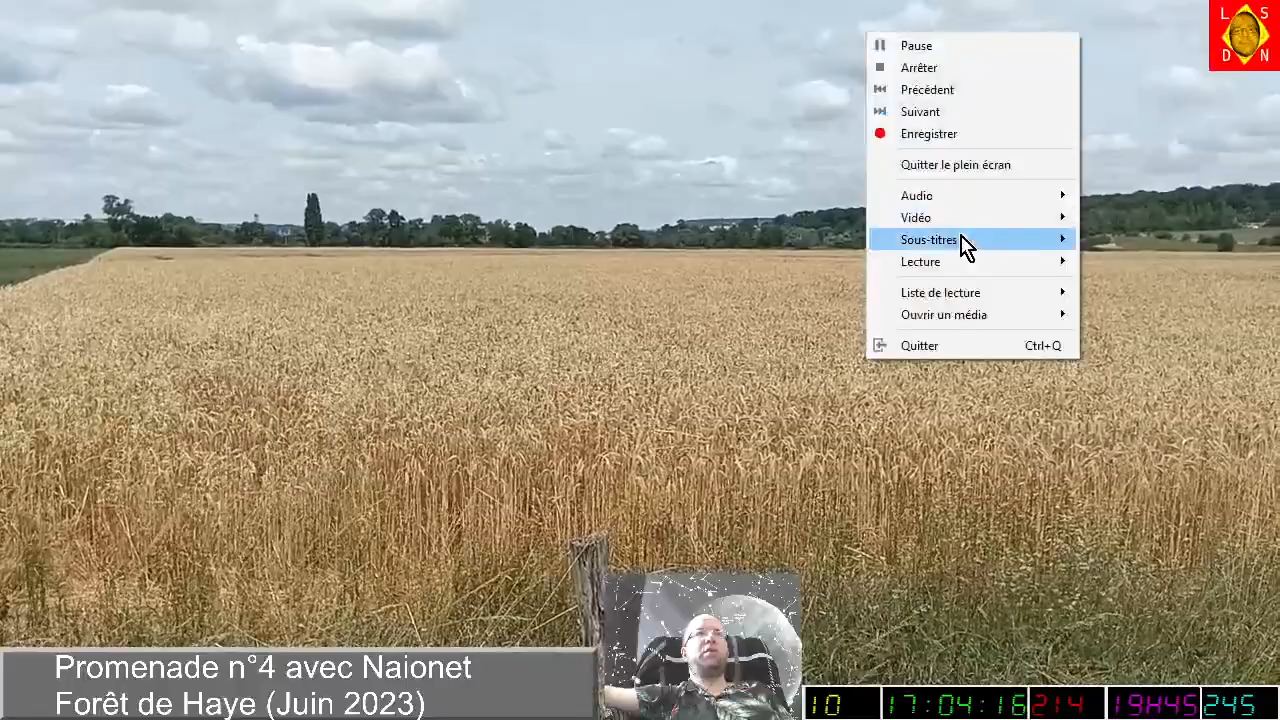 L S
D N
Pause
Arrêter
Précédent
Suivant
Enregistrer
Quitter le plein écran
Audio
Vidéo
Sous-titres
Lecture
Liste de lecture
Ouvrir un média
Quitter Ctrl+Q
Promenade n°4 avec Naionet
Forêt de Haye (Juin 2023)
10 17:04:16 214 19H45 245